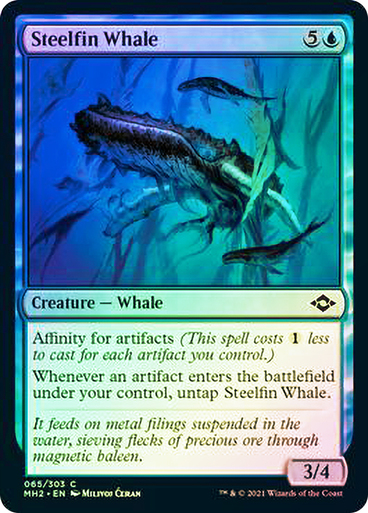 Steelfin Whale 5
Creature — Whale
Affinity for artifacts (This spell costs 1 less
to cast for each artifact you control.)
Whenever an artifact enters the battlefield
under your control, untap Steelfin Whale.
It feeds on metal filings suspended in the
water, sieving flecks of precious ore through
magnetic baleen.
3/4
065/303 C
MH2 • EN Milivoj Ćeran
™ & © 2021 Wizards of the Coast